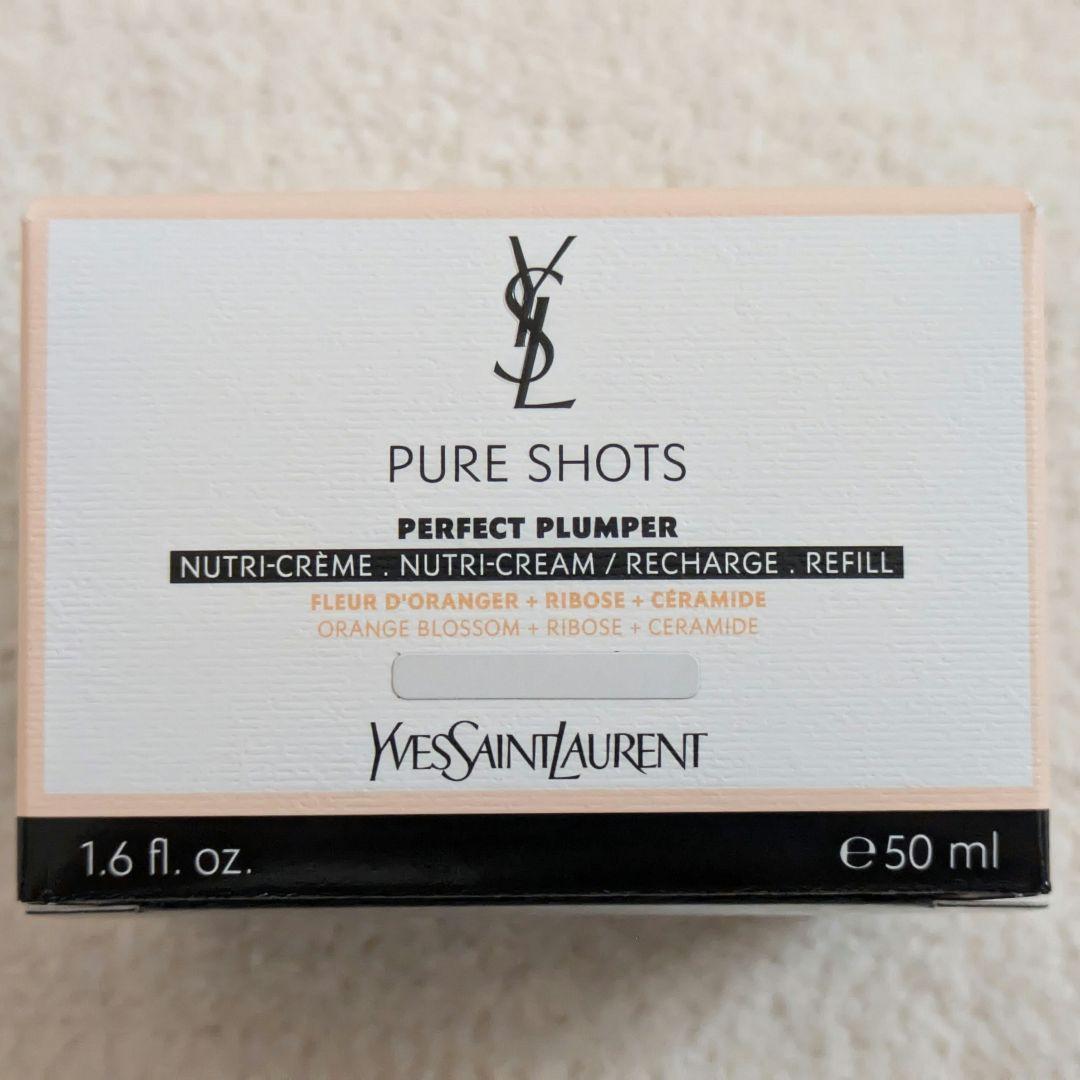 YSL
PURE SHOTS
PERFECT PLUMPER
NUTRI-CRÈME . NUTRI-CREAM / RECHARGE . REFILL
FLEUR D'ORANGER + RIBOSE + CÉRAMIDE
ORANGE BLOSSOM + RIBOSE + CERAMIDE
YVESSAINTLAURENT
1.6 fl. oz. ℮50 ml